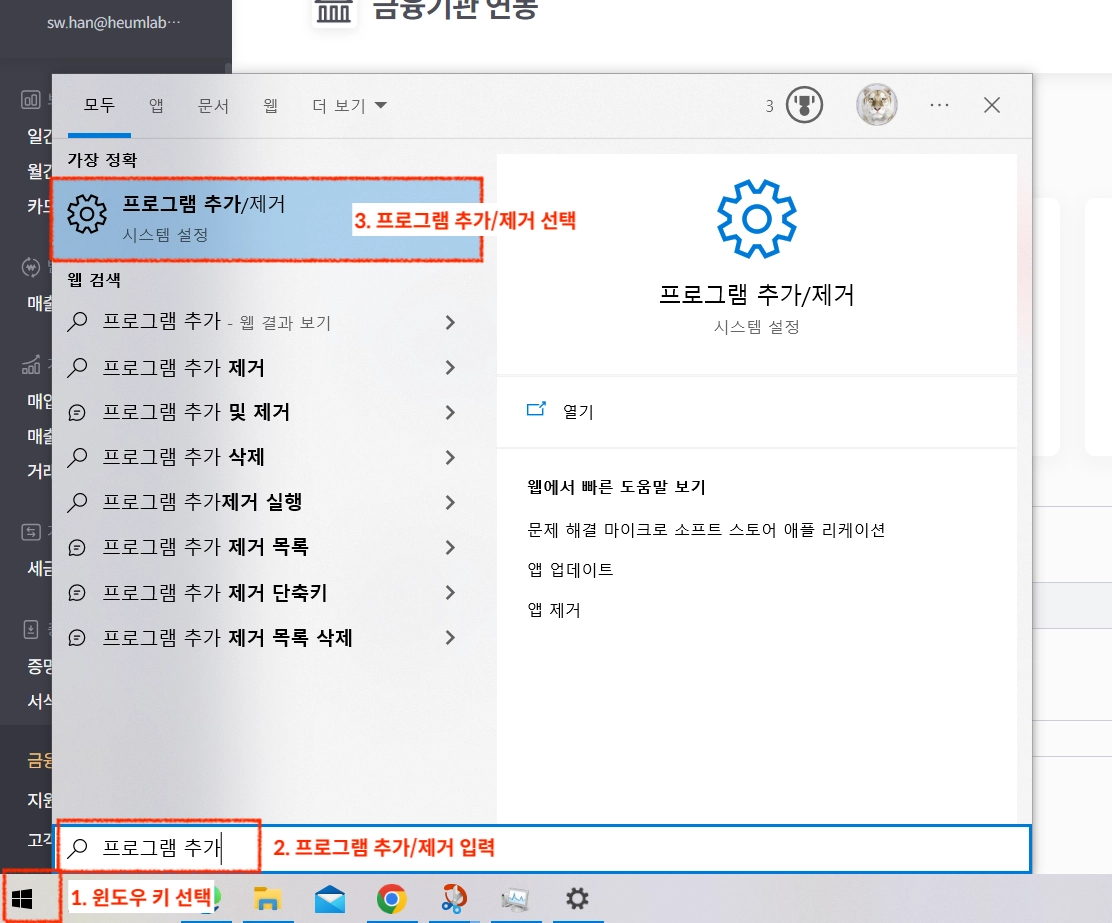 sw.han@heumlab…
금융기관 연동
모두 앱 문서 웹 더 보기
3
가장 정확
프로그램 추가/제거
시스템 설정
3. 프로그램 추가/제거 선택
웹 검색
프로그램 추가 - 웹 결과 보기
프로그램 추가 제거
프로그램 추가 및 제거
프로그램 추가 삭제
프로그램 추가제거 실행
프로그램 추가 제거 목록
프로그램 추가 제거 단축키
프로그램 추가 제거 목록 삭제
프로그램 추가/제거
시스템 설정
열기
웹에서 빠른 도움말 보기
문제 해결 마이크로 소프트 스토어 애플 리케이션
앱 업데이트
앱 제거
일간
월간
카드
매출
매입
매출
거래
세금
증명
서식
금융
지원
고객
프로그램 추가
2. 프로그램 추가/제거 입력
1. 윈도우 키 선택